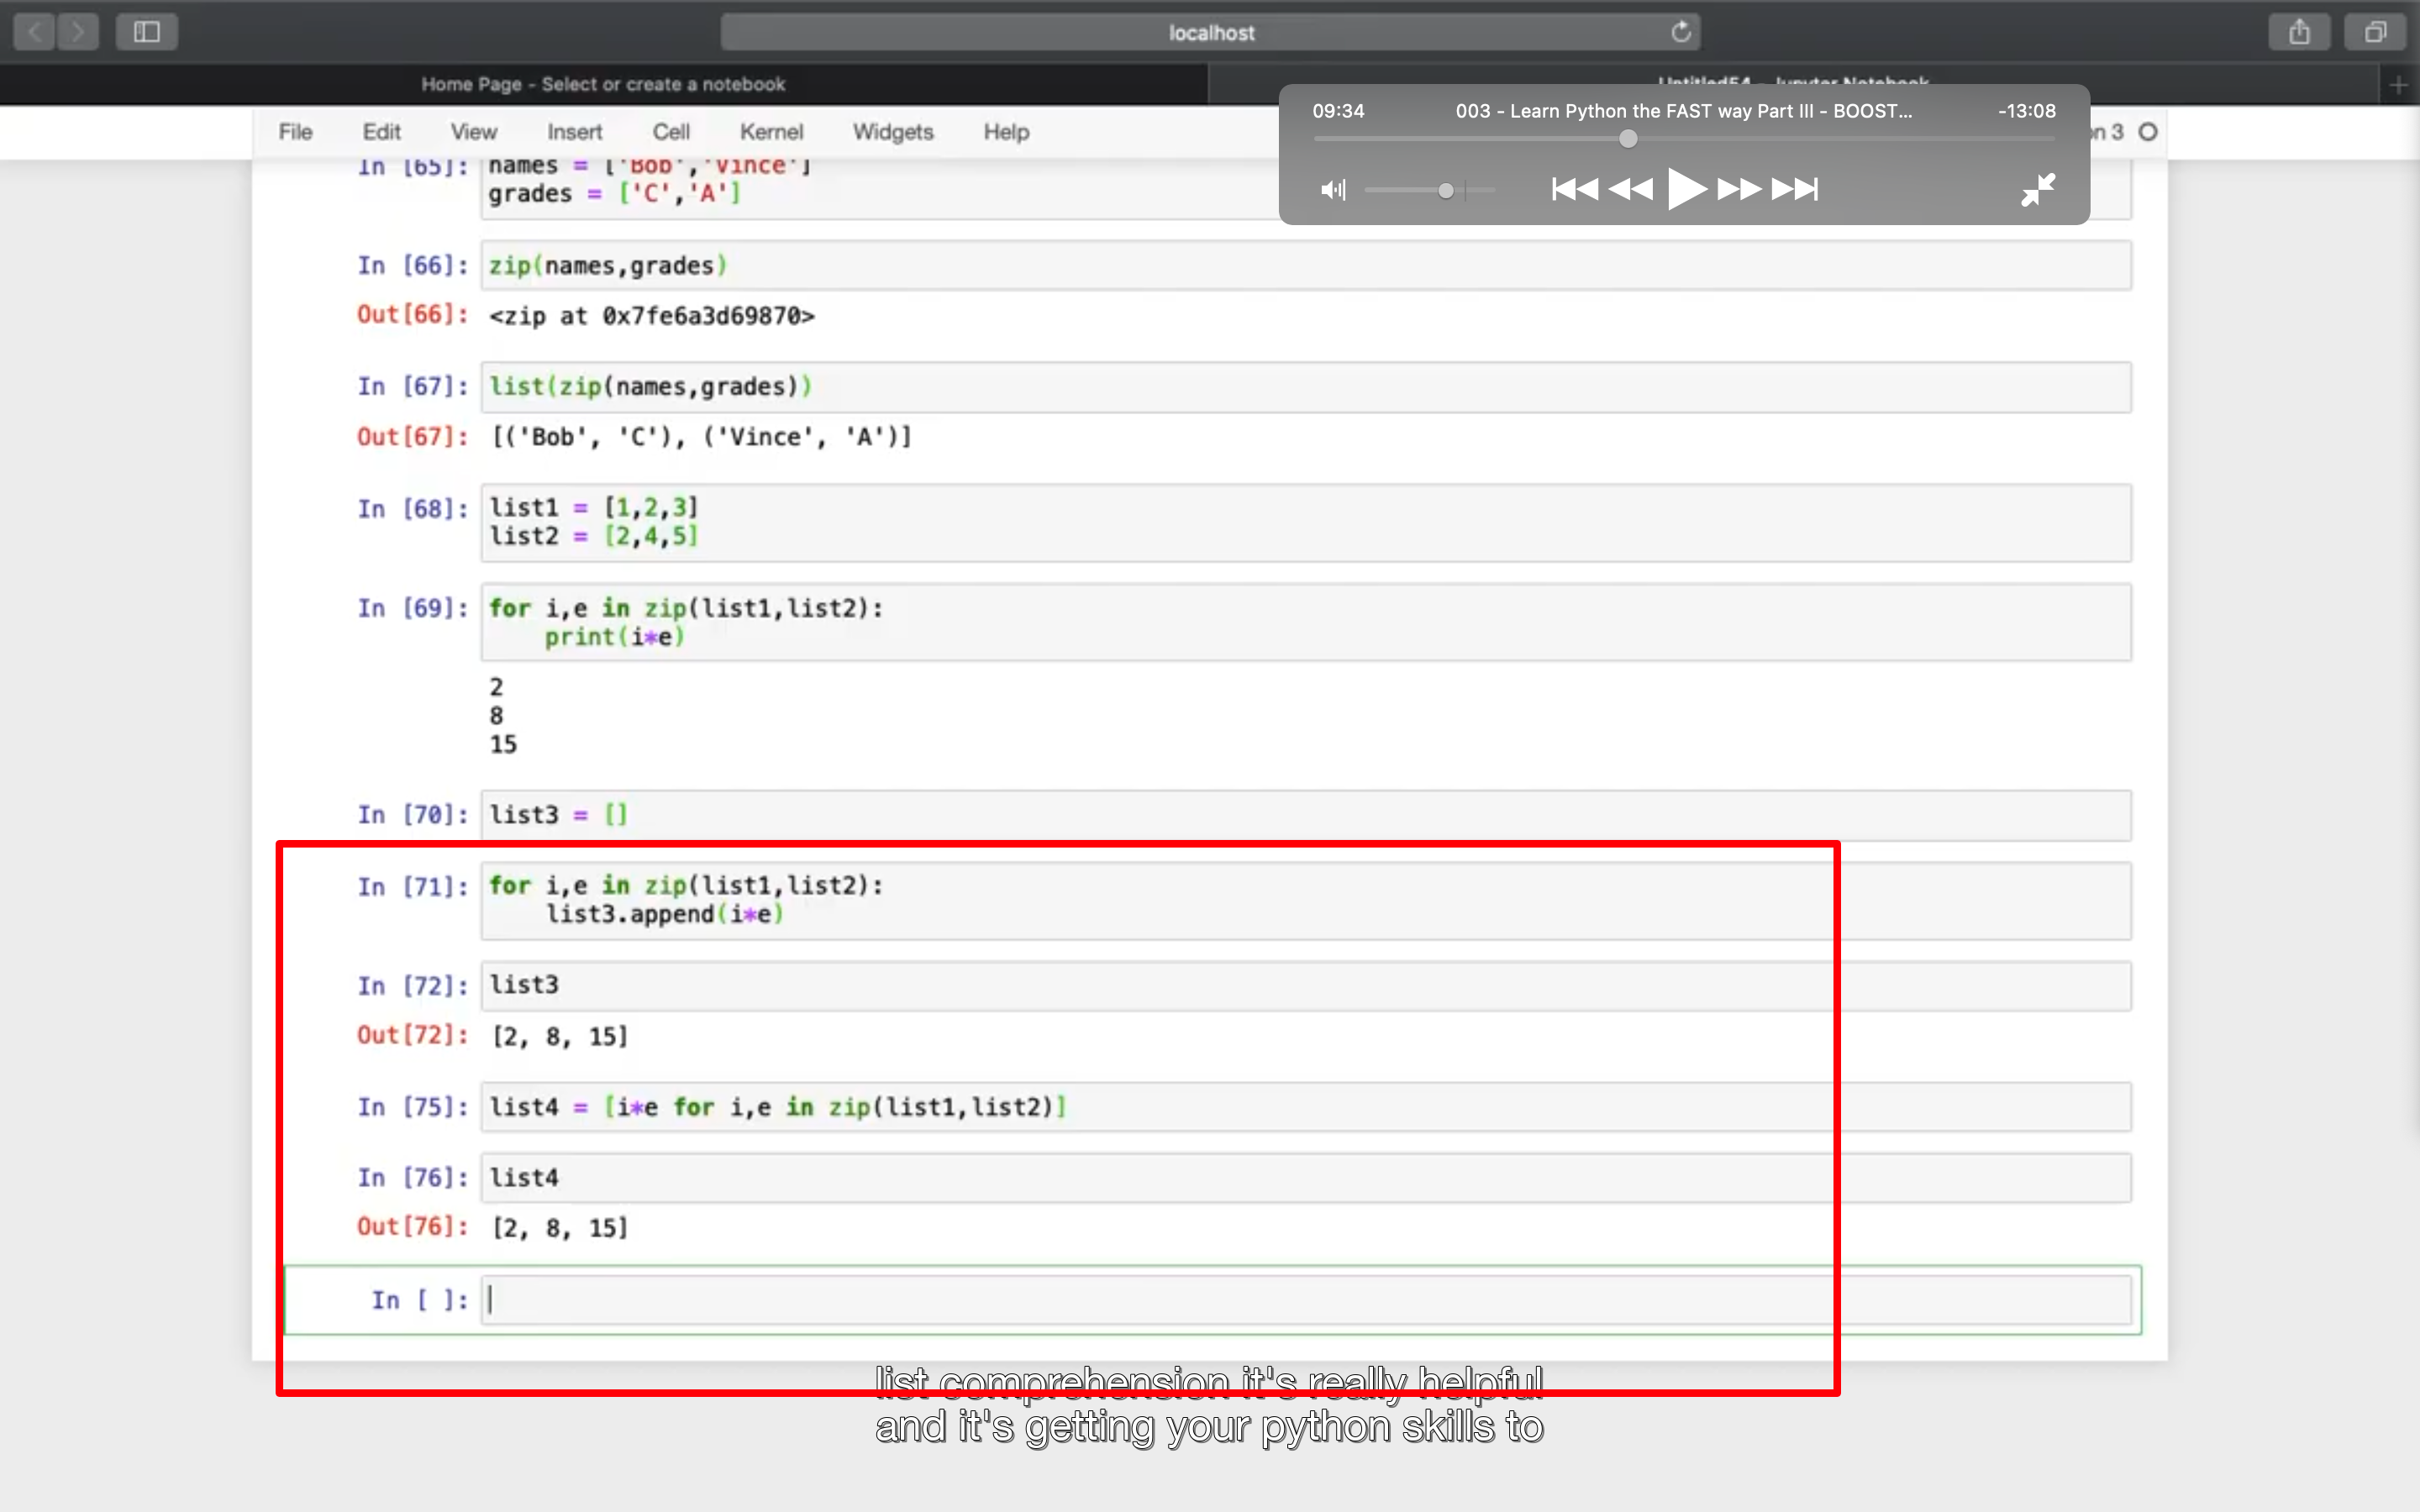 localhost
Home Page - Select or create a notebook
Untitled54 - Jupyter Notebook
09:34 003 - Learn Python the FAST way Part III - BOOST... -13:08
File Edit View Insert Cell Kernel Widgets Help 3
In [65]: names = ['Bob','Vince']
grades = ['C','A']
In [66]: zip(names,grades)
Out[66]: <zip at 0x7fe6a3d69870>
In [67]: list(zip(names,grades))
Out[67]: [('Bob', 'C'), ('Vince', 'A')]
In [68]: list1 = [1,2,3]
list2 = [2,4,5]
In [69]: for i,e in zip(list1,list2):
print(i*e)
2
8
15
In [70]: list3 = []
In [71]: for i,e in zip(list1,list2):
list3.append(i*e)
In [72]: list3
Out[72]: [2, 8, 15]
In [75]: list4 = [i*e for i,e in zip(list1,list2)]
In [76]: list4
Out[76]: [2, 8, 15]
In [ ]:
list comprehension it's really helpful
and it's getting your python skills to